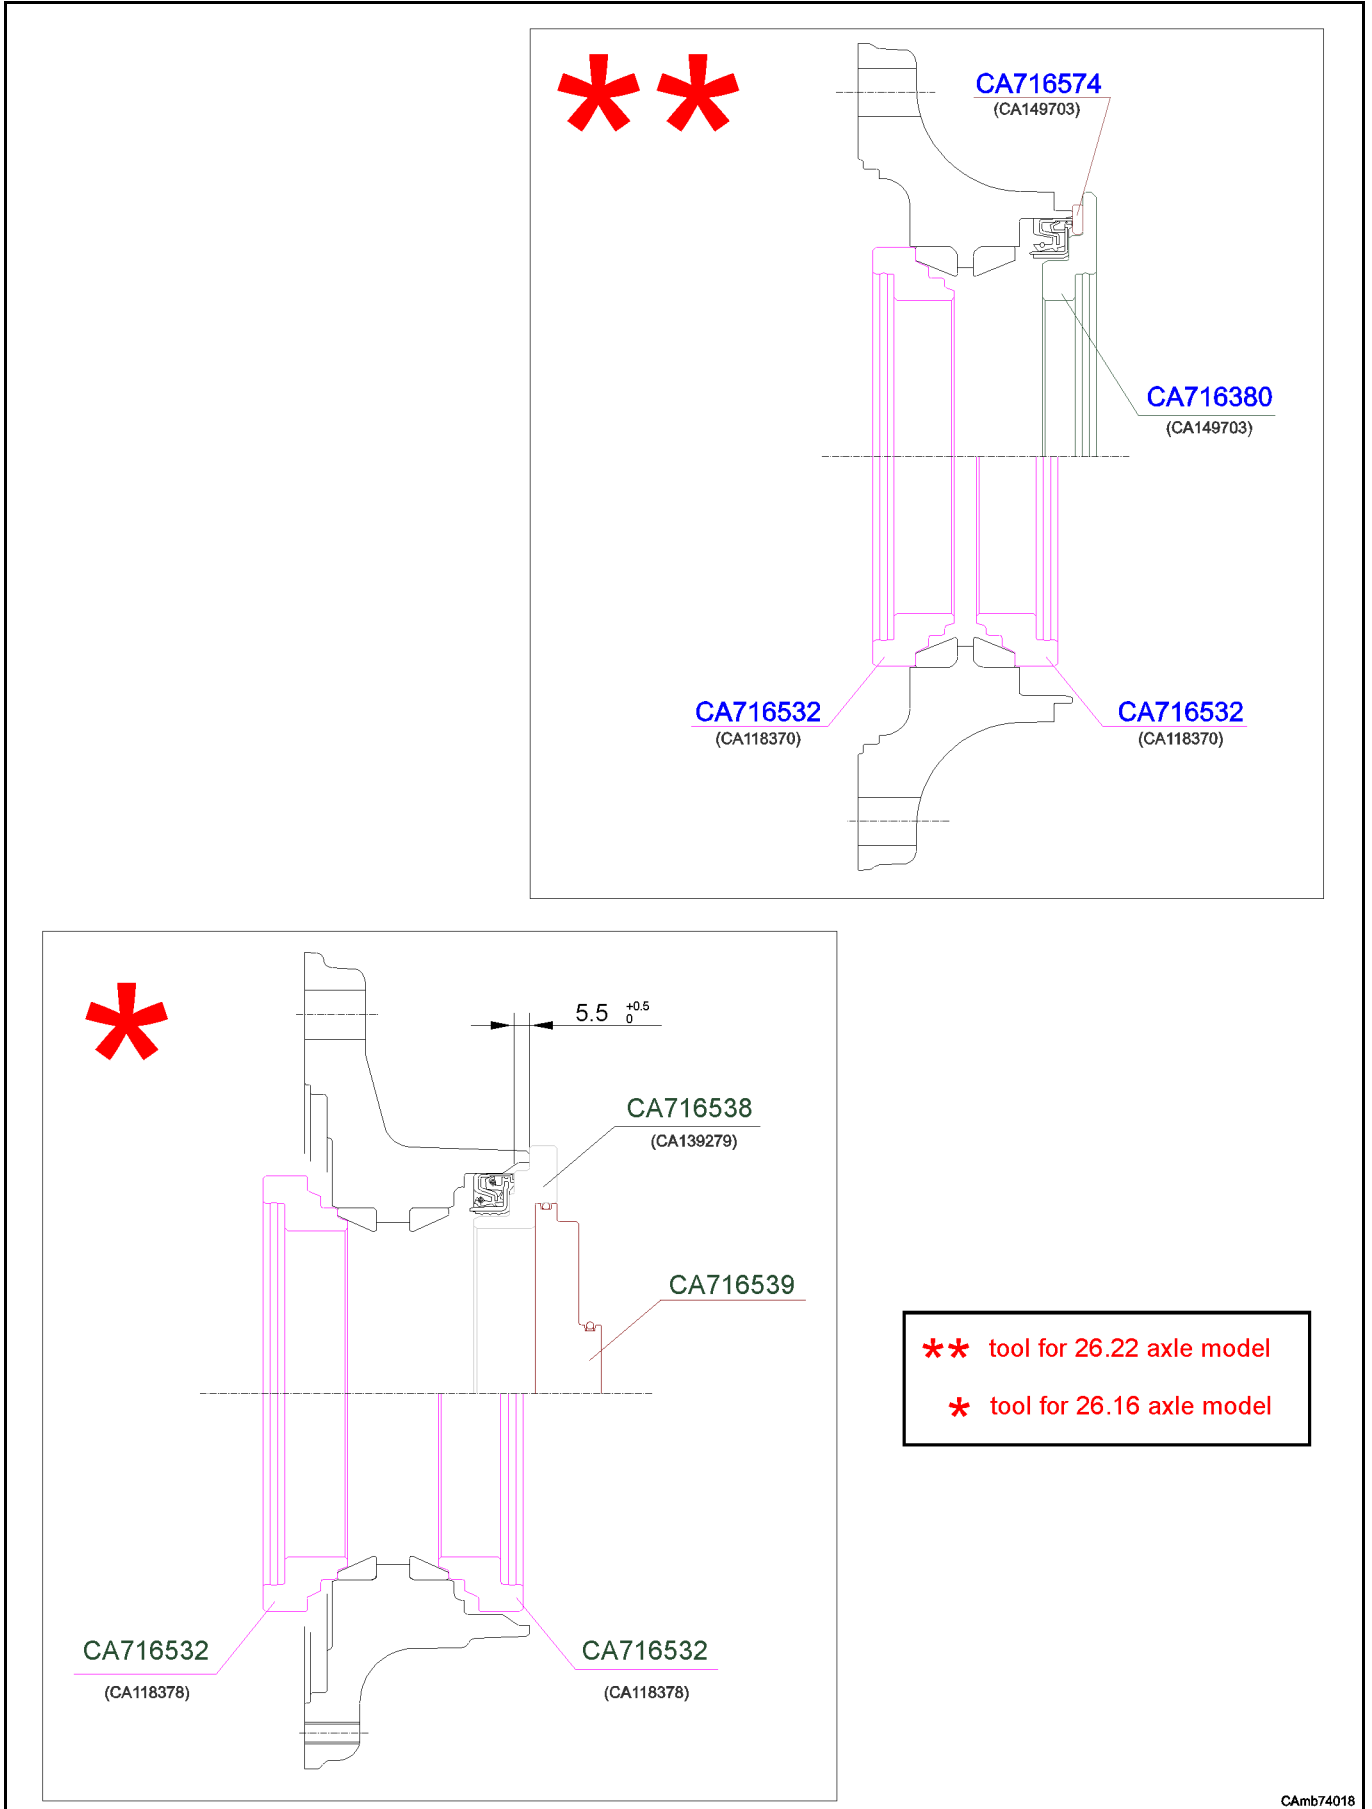 **
CA716574
(CA149703)
CA716380
(CA149703)
CA716532
(CA118370)
CA716532
(CA118370)
*
5.5 +0.5
0
CA716538
(CA139279)
CA716539
** tool for 26.22 axle model
* tool for 26.16 axle model
CA716532
(CA118378)
CA716532
(CA118378)
CAmb74018